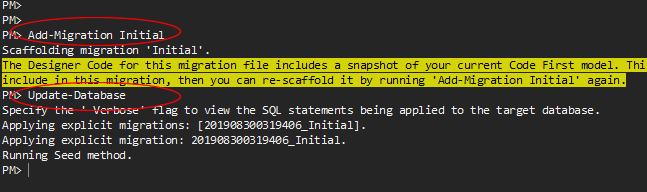 PM>
PM>
PM> Add-Migration Initial
Scaffolding migration 'Initial'.
The Designer Code for this migration file includes a snapshot of your current Code First model. Thi
include in this migration, then you can re-scaffold it by running 'Add-Migration Initial' again.
PM> Update-Database
Specify the '-Verbose' flag to view the SQL statements being applied to the target database.
Applying explicit migrations: [201908300319406_Initial].
Applying explicit migration: 201908300319406_Initial.
Running Seed method.
PM>